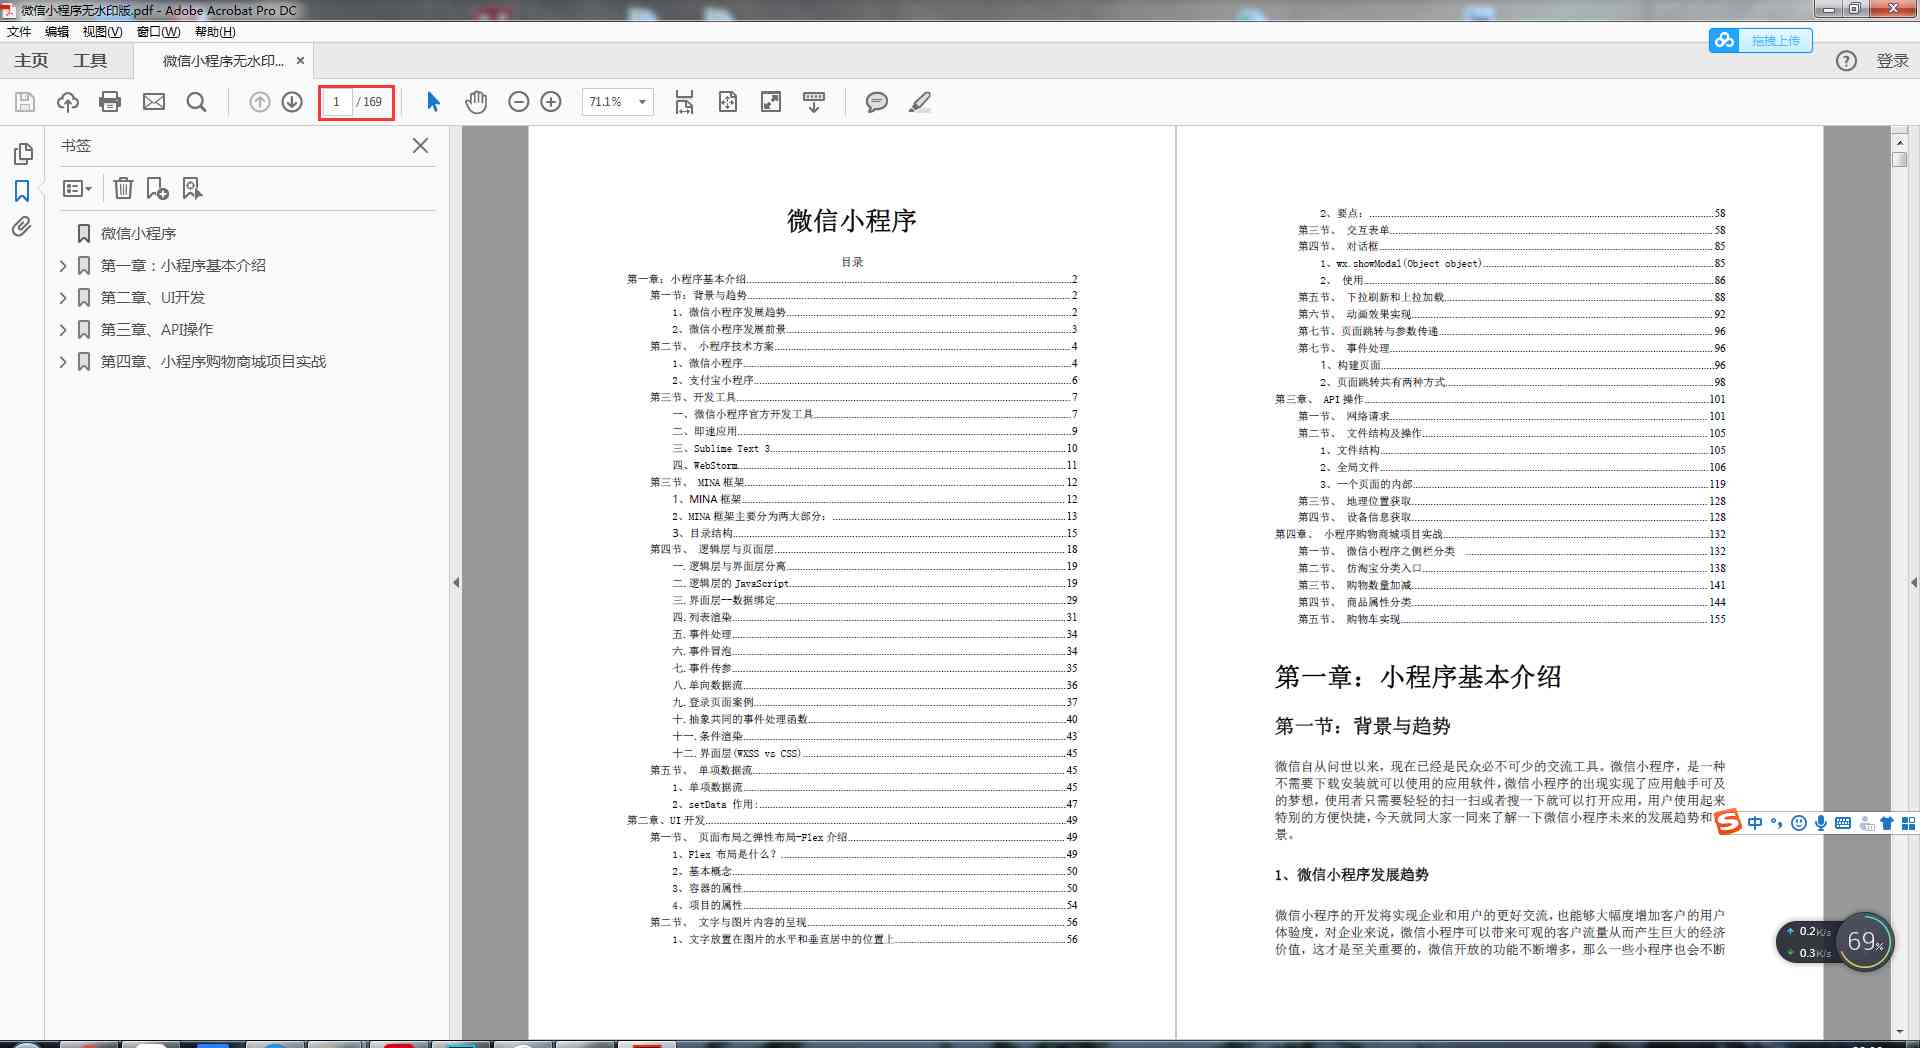 微信小程序无水印版.pdf - Adobe Acrobat Pro DC
文件 编辑 视图(V) 窗口(W) 帮助(H)
拖拽上传
主页 工具 微信小程序无水印... × ? 登录
1 / 169 71.1%
书签
微信小程序
第一章：小程序基本介绍
第二章、UI开发
第三章、API操作
第四章、小程序购物商城项目实战
微信小程序
目录
第一章：小程序基本介绍 2
第一节：背景与趋势 2
1、微信小程序发展趋势 2
2、微信小程序发展前景 3
第二节、 小程序技术方案 4
1、微信小程序 4
2、支付宝小程序 6
第三节、开发工具 7
一、微信小程序官方开发工具 7
二、即速应用 9
三、Sublime Text 3 10
四、WebStorm 11
第三节、 MINA 框架 12
1、MINA 框架 12
2、MINA 框架主要分为两大部分： 13
3、目录结构 15
第四节、 逻辑层与页面层 18
一.逻辑层与界面层分离 19
二.逻辑层的 JavaScript 19
三.界面层--数据绑定 29
四.列表渲染 31
五.事件处理 34
六.事件冒泡 34
七.事件传参 35
八.单向数据流 36
九.登录页面案例 37
十.抽象共同的事件处理函数 40
十一.条件渲染 43
十二.界面层(WXSS vs CSS) 45
第五节、 单项数据流 45
1、单项数据流 45
2、setData 作用: 47
第二章、UI 开发 49
第一节、 页面布局之弹性布局-Flex 介绍 49
1、Flex 布局是什么？ 49
2、基本概念 50
3、容器的属性 50
4、项目的属性 54
第二节、 文字与图片内容的呈现 56
1、文字放置在图片的水平和垂直居中的位置上 56
2、要点： 58
第三节、 交互表单 58
第四节、 对话框 85
1、wx.showModal(Object object) 85
2、 使用 86
第五节、 下拉刷新和上拉加载 88
第六节、 动画效果实现 92
第七节、页面跳转与参数传递 96
第七节、 事件处理 96
1、构建页面 96
2、页面跳转共有两种方式 98
第三章、 API 操作 101
第一节、 网络请求 101
第二节、 文件结构及操作 105
1、文件结构 105
2、全局文件 106
3、一个页面的内部 119
第三节、 地理位置获取 128
第四节、 设备信息获取 128
第四章、 小程序购物商城项目实战 132
第一节、 微信小程序之侧栏分类 132
第二节、 仿淘宝分类入口 138
第三节、 购物数量加减 141
第四节、 商品属性分类 144
第五节、 购物车实现 155
第一章：小程序基本介绍
第一节：背景与趋势
微信自从问世以来，现在已经是民众必不可少的交流工具。微信小程序，是一种
不需要下载安装就可以使用的应用软件，微信小程序的出现实现了应用触手可及
的梦想，使用者只需要轻轻的扫一扫或者搜一下就可以打开应用，用户使用起来
特别的方便快捷，今天就同大家一同来了解一下微信小程序未来的发展趋势和
景。
中
1、微信小程序发展趋势
微信小程序的开发将实现企业和用户的更好交流，也能够大幅度增加客户的用户
体验度，对企业来说，微信小程序可以带来可观的客户流量从而产生巨大的经济
价值，这才是至关重要的，微信开放的功能不断增多，那么一些小程序也会不断
0.2K/s
0.3K/s
69%